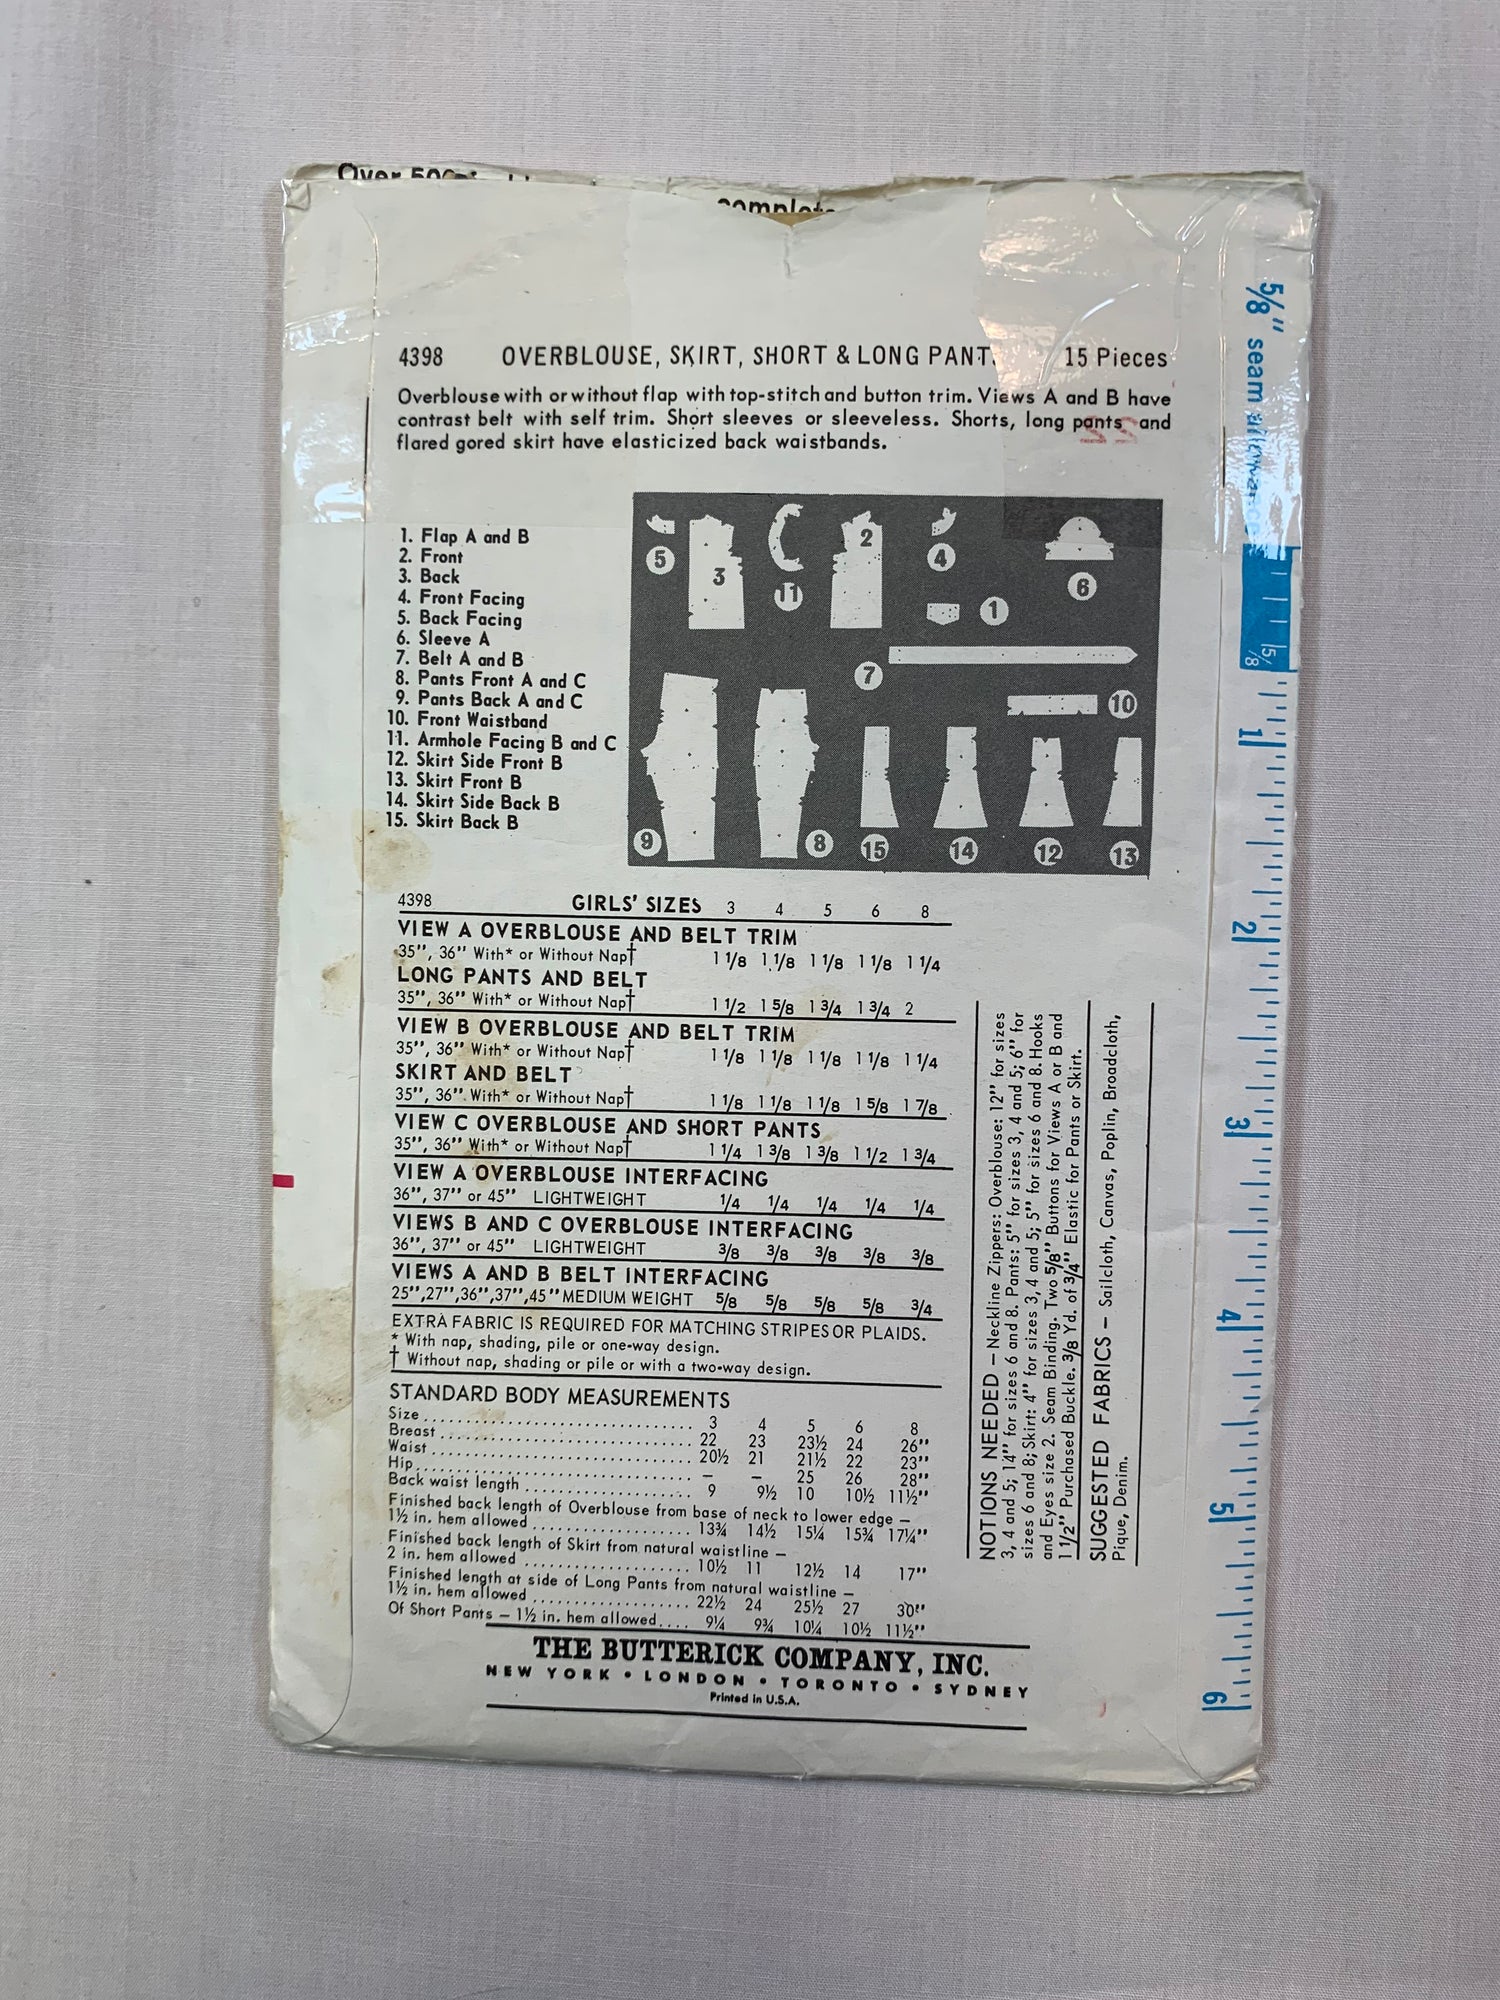 Over 500
complete
4398 OVERBLOUSE, SKIRT, SHORT & LONG PANT 15 Pieces
Overblouse with or without flap with top-stitch and button trim. Views A and B have
contrast belt with self trim. Short sleeves or sleeveless. Shorts, long pants and
flared gored skirt have elasticized back waistbands.
22
1. Flap A and B
2. Front
3. Back
4. Front Facing
5. Back Facing
6. Sleeve A
7. Belt A and B
8. Pants Front A and C
9. Pants Back A and C
10. Front Waistband
11. Armhole Facing B and C
12. Skirt Side Front B
13. Skirt Front B
14. Skirt Side Back B
15. Skirt Back B
5 3 11 2 4 6
1
7
10
9 8 15 14 12 13
4398 GIRLS' SIZES 3 4 5 6 8
VIEW A OVERBLOUSE AND BELT TRIM
35", 36" With* or Without Nap† 1 1/8 1 1/8 1 1/8 1 1/8 1 1/4
LONG PANTS AND BELT
35", 36" With* or Without Nap† 1 1/2 1 5/8 1 3/4 1 3/4 2
VIEW B OVERBLOUSE AND BELT TRIM
35", 36" With* or Without Nap† 1 1/8 1 1/8 1 1/8 1 1/8 1 1/4
SKIRT AND BELT
35", 36" With* or Without Nap† 1 1/8 1 1/8 1 1/8 1 5/8 1 7/8
VIEW C OVERBLOUSE AND SHORT PANTS
35", 36" With* or Without Nap† 1 1/4 1 3/8 1 3/8 1 1/2 1 3/4
VIEW A OVERBLOUSE INTERFACING
36", 37" or 45" LIGHTWEIGHT 1/4 1/4 1/4 1/4 1/4
VIEWS B AND C OVERBLOUSE INTERFACING
36", 37" or 45" LIGHTWEIGHT 3/8 3/8 3/8 3/8 3/8
VIEWS A AND B BELT INTERFACING
25",27",36",37",45" MEDIUM WEIGHT 5/8 5/8 5/8 5/8 3/4
EXTRA FABRIC IS REQUIRED FOR MATCHING STRIPES OR PLAIDS.
* With nap, shading, pile or one-way design.
† Without nap, shading or pile or with a two-way design.
STANDARD BODY MEASUREMENTS
Size 3 4 5 6 8
Breast 22 23 23½ 24 26"
Waist 20½ 21 21½ 22 23"
Hip – – 25 26 28"
Back waist length 9 9½ 10 10½ 11½"
Finished back length of Overblouse from base of neck to lower edge –
1½ in. hem allowed 13¾ 14½ 15¼ 15¾ 17¼"
Finished back length of Skirt from natural waistline –
2 in. hem allowed 10½ 11 12½ 14 17"
Finished length at side of Long Pants from natural waistline –
1½ in. hem allowed 22½ 24 25½ 27 30"
Of Short Pants – 1½ in. hem allowed 9¼ 9¾ 10¼ 10½ 11½"
THE BUTTERICK COMPANY, INC.
NEW YORK • LONDON • TORONTO • SYDNEY
Printed in U.S.A.
NOTIONS NEEDED – Neckline Zippers: Overblouse: 12" for sizes
3, 4 and 5; 14" for sizes 6 and 8. Pants: 5" for sizes 3, 4 and 5; 6" for
sizes 6 and 8; Skirt: 4" for sizes 3, 4 and 5; 5" for sizes 6 and 8. Hooks
and Eyes size 2. Seam Binding. Two 5/8" Buttons for Views A or B and
1 1/2" Purchased Buckle. 3/8 Yd. of 3/4" Elastic for Pants or Skirt.
SUGGESTED FABRICS – Sailcloth, Canvas, Poplin, Broadcloth,
Pique, Denim.
5/8" seam
5/8
1
2
3
4
5
6